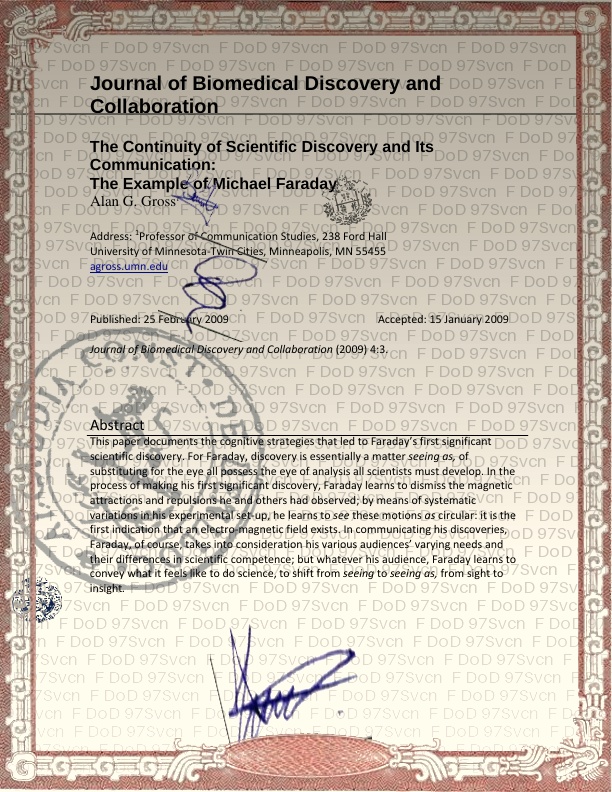 Journal of Biomedical Discovery and
Collaboration
The Continuity of Scientific Discovery and Its
Communication:
The Example of Michael Faraday
Alan G. Gross
Address: ¹Professor of Communication Studies, 238 Ford Hall
University of Minnesota-Twin Cities, Minneapolis, MN 55455
agross.umn.edu
Published: 25 February 2009 Accepted: 15 January 2009
Journal of Biomedical Discovery and Collaboration (2009) 4:3.
Abstract
This paper documents the cognitive strategies that led to Faraday’s first significant
scientific discovery. For Faraday, discovery is essentially a matter seeing as, of
substituting for the eye all possess the eye of analysis all scientists must develop. In the
process of making his first significant discovery, Faraday learns to dismiss the magnetic
attractions and repulsions he and others had observed; by means of systematic
variations in his experimental set-up, he learns to see these motions as circular: it is the
first indication that an electro-magnetic field exists. In communicating his discoveries,
Faraday, of course, takes into consideration his various audiences’ varying needs and
their differences in scientific competence; but whatever his audience, Faraday learns to
convey what it feels like to do science, to shift from seeing to seeing as, from sight to
insight.
F DoD 97Svcn